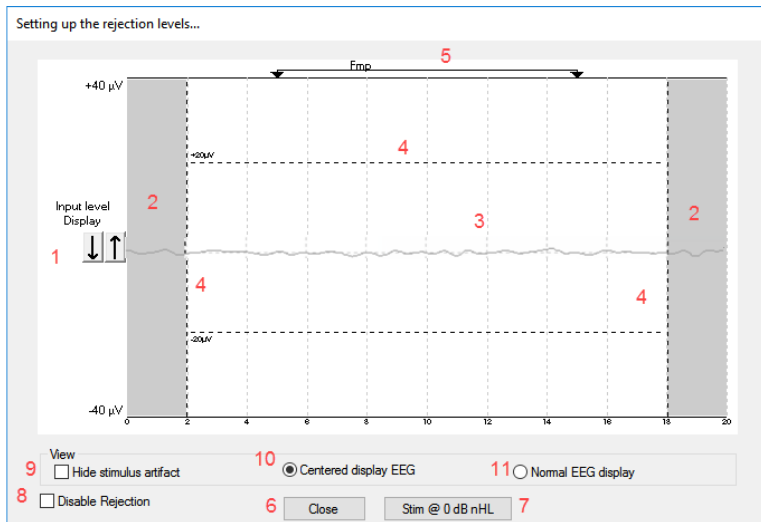 Setting up the rejection levels...
5
Fmp
+40 µV
+20µV
4
2
2
Input level
Display
3
1
4
4
-20µV
-40 µV
0 2 4 6 8 10 12 14 16 18 20
View
9 Hide stimulus artifact 10 Centered display EEG 11 Normal EEG display
8 Disable Rejection 6 Close Stim @ 0 dB nHL 7